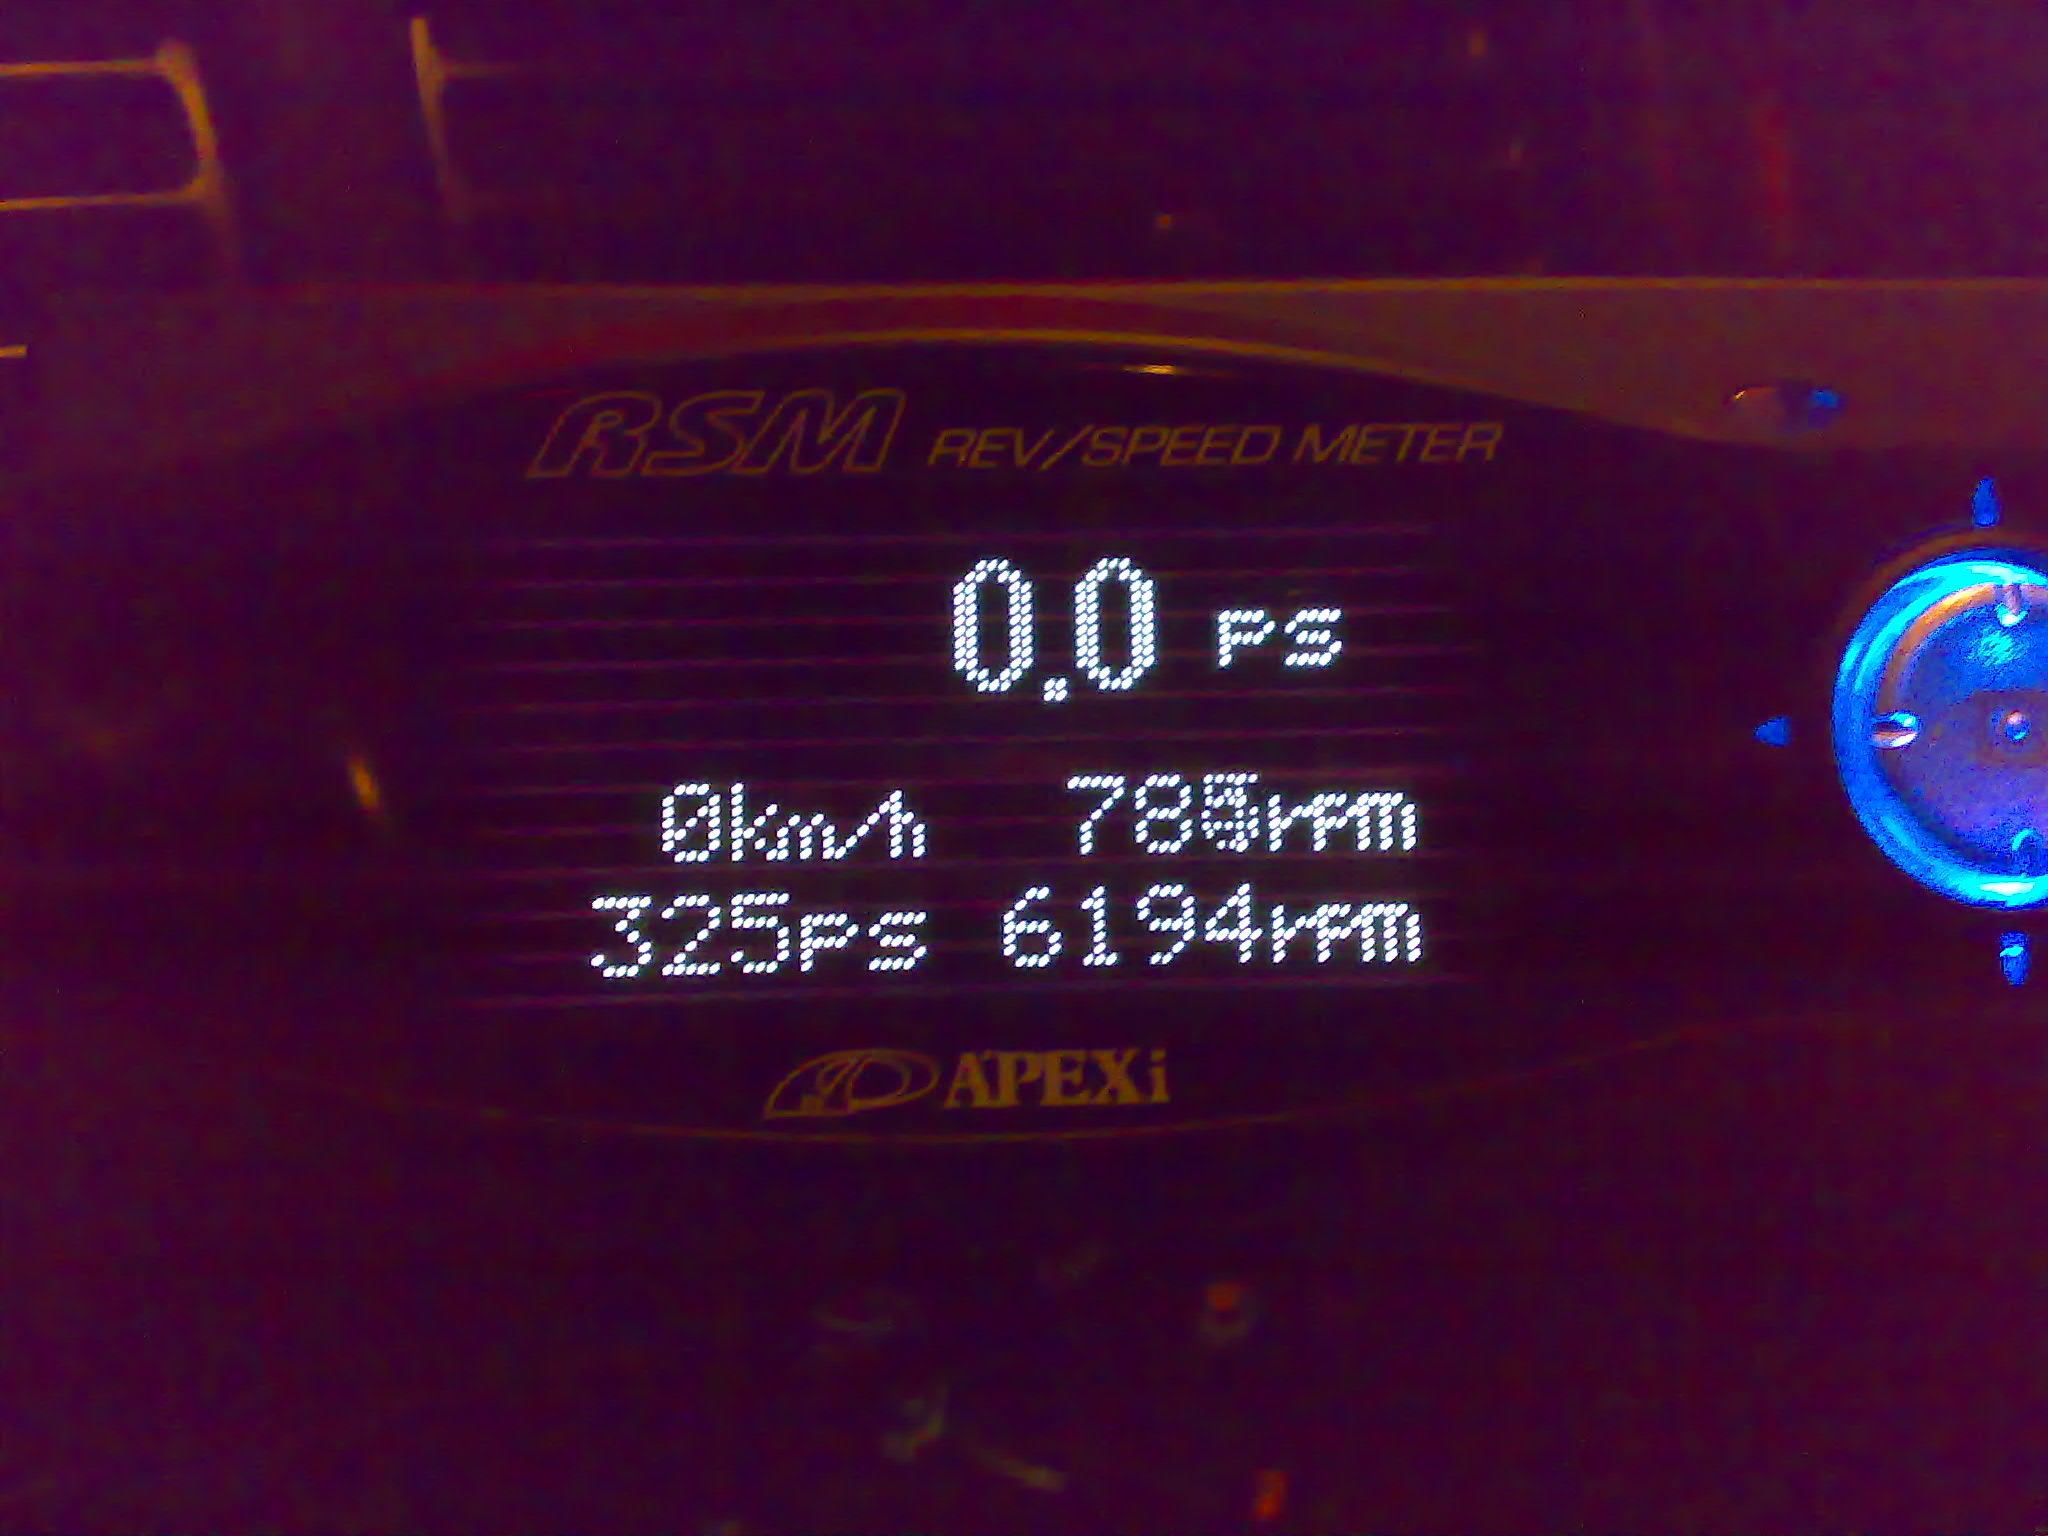 RSM REV/SPEED METER
0.0 ps
0km/h
325ps 6194rpm
APEXi